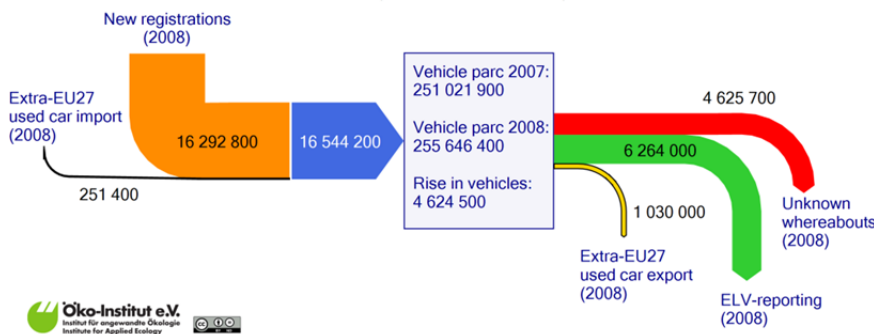 New registrations
(2008)
Extra-EU27
used car import
(2008)
16 292 800
251 400
16 544 200
Vehicle parc 2007:
251 021 900
Vehicle parc 2008:
255 646 400
Rise in vehicles:
4 624 500
4 625 700
6 264 000
1 030 000
Unknown
whereabouts
(2008)
Extra-EU27
used car export
(2008)
ELV-reporting
(2008)
Öko-Institut e.V.
Institut für angewandte Ökologie
Institute for Applied Ecology